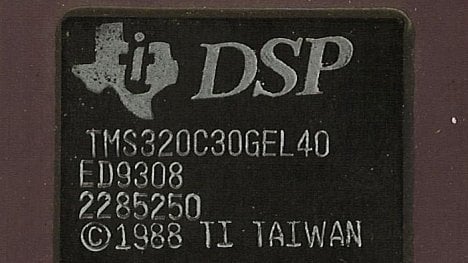 ti DSP
TMS320C30GEL40
ED9308
2285250
©1988 TI TAIWAN